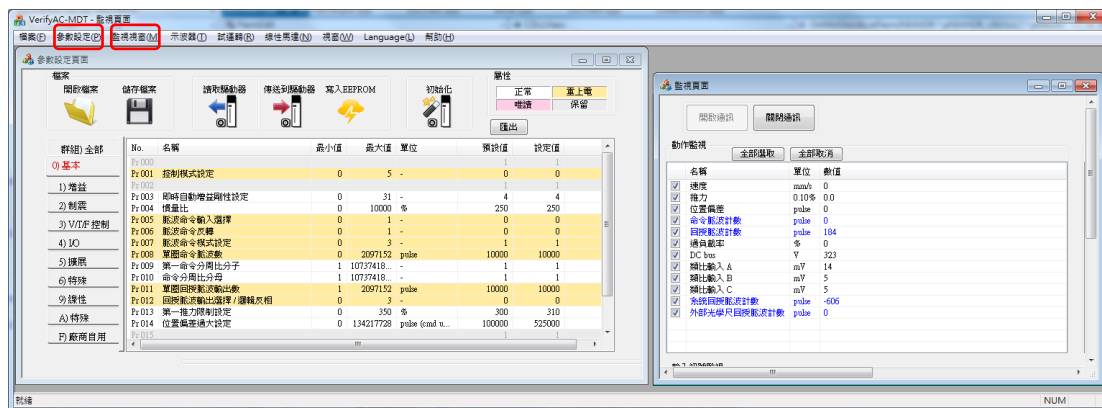 VerifyAC-MDT - 監視頁面
檔案(F) 參數設定(P) 監視視窗(M) 示波器(T) 試運轉(R) 線性馬達(N) 視窗(W) Language(L) 幫助(H)
參數設定頁面
檔案
屬性
開啟檔案 儲存檔案 讀取驅動器 傳送到驅動器 寫入EEPROM 初始化
正常 重上電
唯讀 保留
匯出
群組) 全部
0) 基本
1) 增益
2) 制震
3) V/T/F 控制
4) I/O
5) 擴展
6) 特殊
9) 線性
A) 特殊
F) 廠商自用
No. 名稱 最小值 最大值 單位 預設值 設定值
Pr 000 1 1
Pr 001 控制模式設定 0 5 - 0 0
Pr 002 1 1
Pr 003 即時自動增益剛性設定 0 31 - 4 4
Pr 004 慣量比 0 10000 % 250 250
Pr 005 脈波命令輸入選擇 0 1 - 0 0
Pr 006 脈波命令反轉 0 1 - 0 0
Pr 007 脈波命令模式設定 0 3 - 1 1
Pr 008 單圈命令脈波數 0 2097152 pulse 10000 10000
Pr 009 第一命令分周比分子 1 10737418... - 1 1
Pr 010 命令分周比分母 1 10737418... - 1 1
Pr 011 單圈回授脈波輸出數 1 2097152 pulse 10000 10000
Pr 012 回授脈波輸出選擇 / 邏輯反相 0 3 - 0 0
Pr 013 第一推力限制設定 0 350 % 300 310
Pr 014 位置偏差過大設定 0 134217728 pulse (cmd u... 100000 525000
Pr 015 1 1
監視頁面
開啟通訊 關閉通訊
動作監視
全部選取 全部取消
名稱 單位 數值
速度 mm/s 0
推力 0.10% 0.0
位置偏差 pulse 0
命令脈波計數 pulse 0
回授脈波計數 pulse 184
過負載率 % 0
DC bus V 323
類比輸入 A mV 14
類比輸入 B mV 5
類比輸入 C mV 5
系統回授脈波計數 pulse -606
外部光學尺回授脈波計數 pulse 0
就緒
NUM